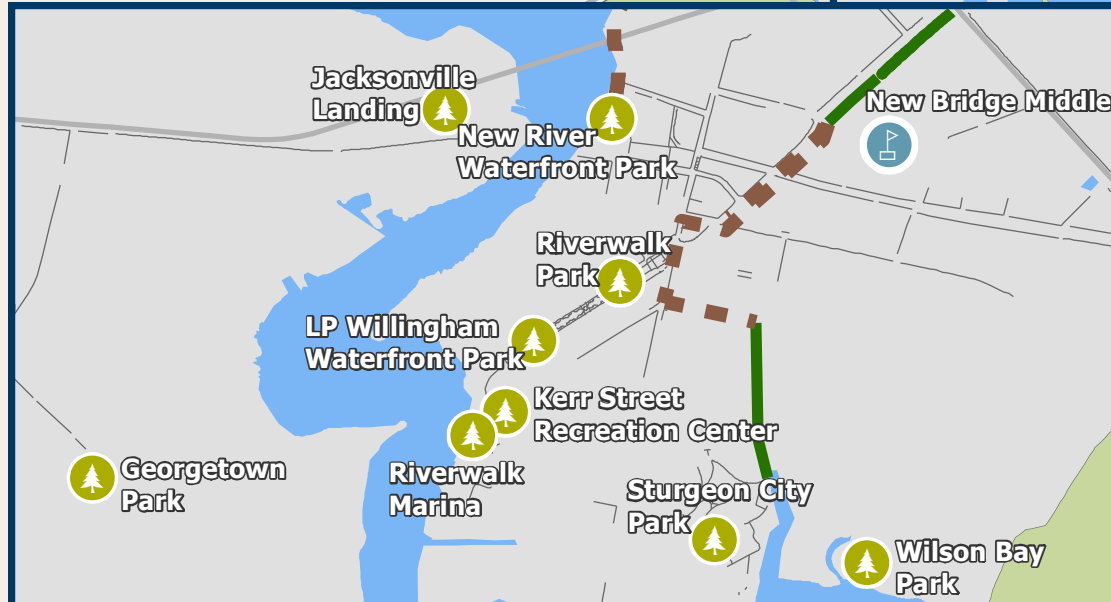 Jacksonville
Landing
New River
Waterfront Park
New Bridge Middle
Riverwalk
Park
LP Willingham
Waterfront Park
Kerr Street
Recreation Center
Riverwalk
Marina
Georgetown
Park
Sturgeon City
Park
Wilson Bay
Park